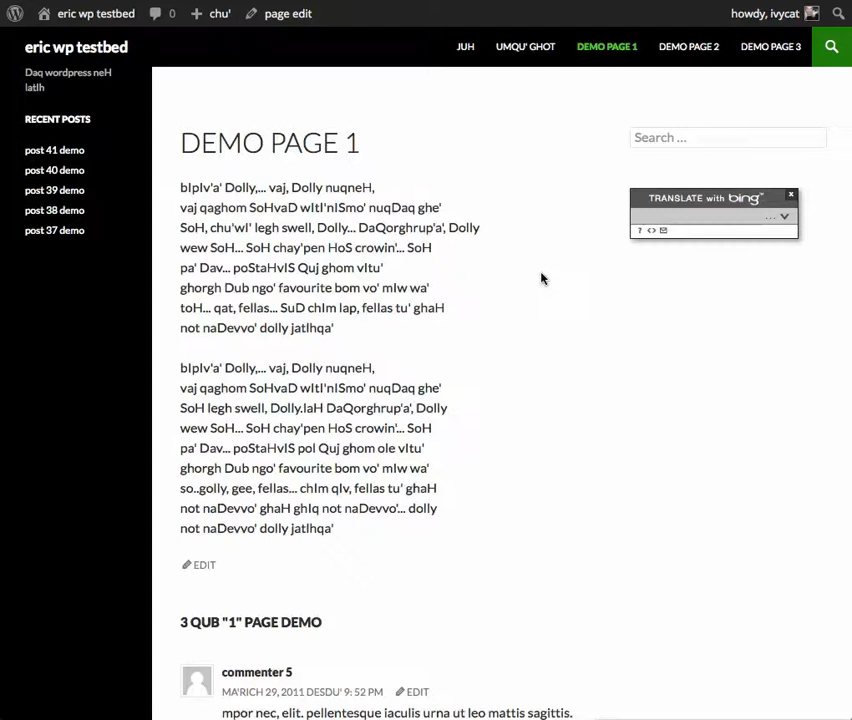 eric wp testbed
0
chu'
page edit
howdy, ivycat
eric wp testbed
JUH
UMQU' GHOT
DEMO PAGE 1
DEMO PAGE 2
DEMO PAGE 3
Daq wordpress neH
latlh
RECENT POSTS
post 41 demo
post 40 demo
post 39 demo
post 38 demo
post 37 demo
DEMO PAGE 1
bIpIv'a' Dolly,... vaj, Dolly nuqneH,
vaj qaghom SoHvaD wItI'nISmo' nuqDaq ghe'
SoH, chu'wI' legh swell, Dolly... DaQorghrup'a', Dolly
wew SoH... SoH chay'pen HoS crowin'... SoH
pa' Dav... poStaHvIS Quj ghom vItu'
ghorgh Dub ngo' favourite bom vo' mIw wa'
toH... qat, fellas... SuD chIm lap, fellas tu' ghaH
not naDevvo' dolly jatlhqa'
bIpIv'a' Dolly,... vaj, Dolly nuqneH,
vaj qaghom SoHvaD wItI'nISmo' nuqDaq ghe'
SoH legh swell, Dolly.laH DaQorghrup'a', Dolly
wew SoH... SoH chay'pen HoS crowin'... SoH
pa' Dav... poStaHvIS pol Quj ghom ole vItu'
ghorgh Dub ngo' favourite bom vo' mIw wa'
so..golly, gee, fellas... chIm qIv, fellas tu' ghaH
not naDevvo' ghaH ghIq not naDevvo'... dolly
not naDevvo' dolly jatlhqa'
EDIT
3 QUB "1" PAGE DEMO
commenter 5
MA'RICH 29, 2011 DESDU' 9: 52 PM EDIT
mpor nec, elit. pellentesque iaculis urna ut leo mattis sagittis.
Search ...
TRANSLATE with bing™ x
...
? <>